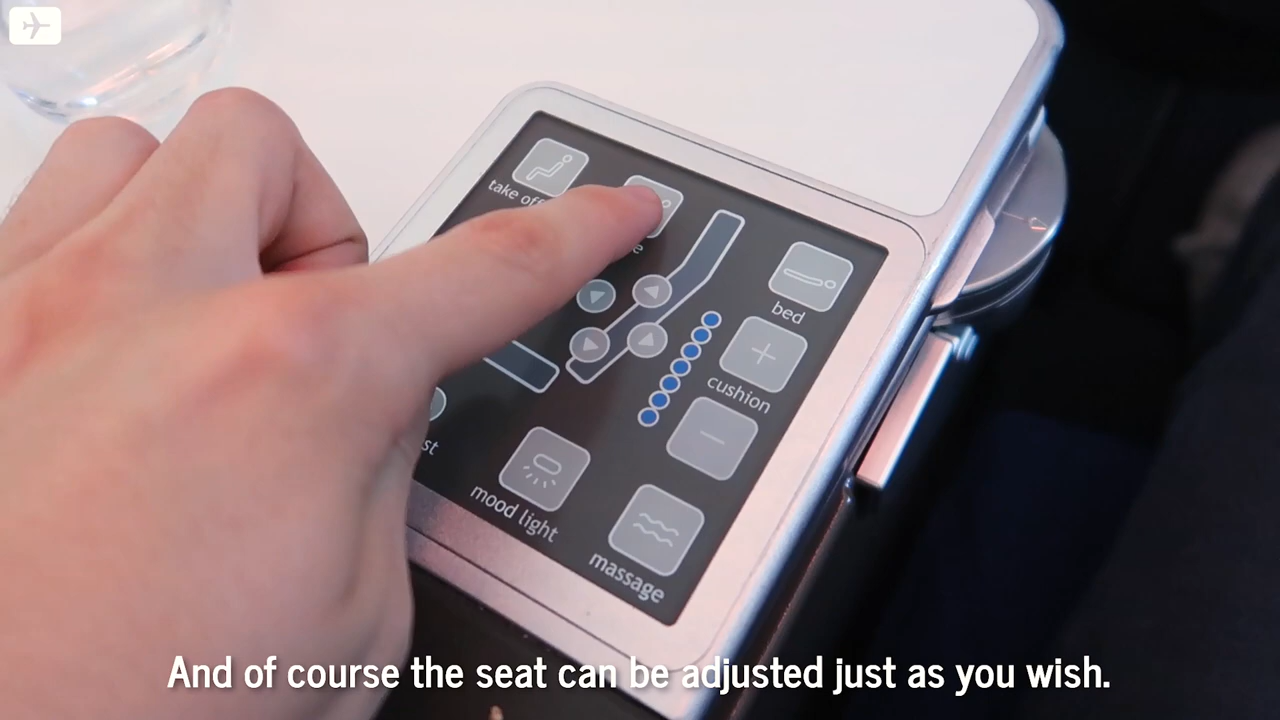 take off
bed
cushion
mood light
massage
And of course the seat can be adjusted just as you wish.